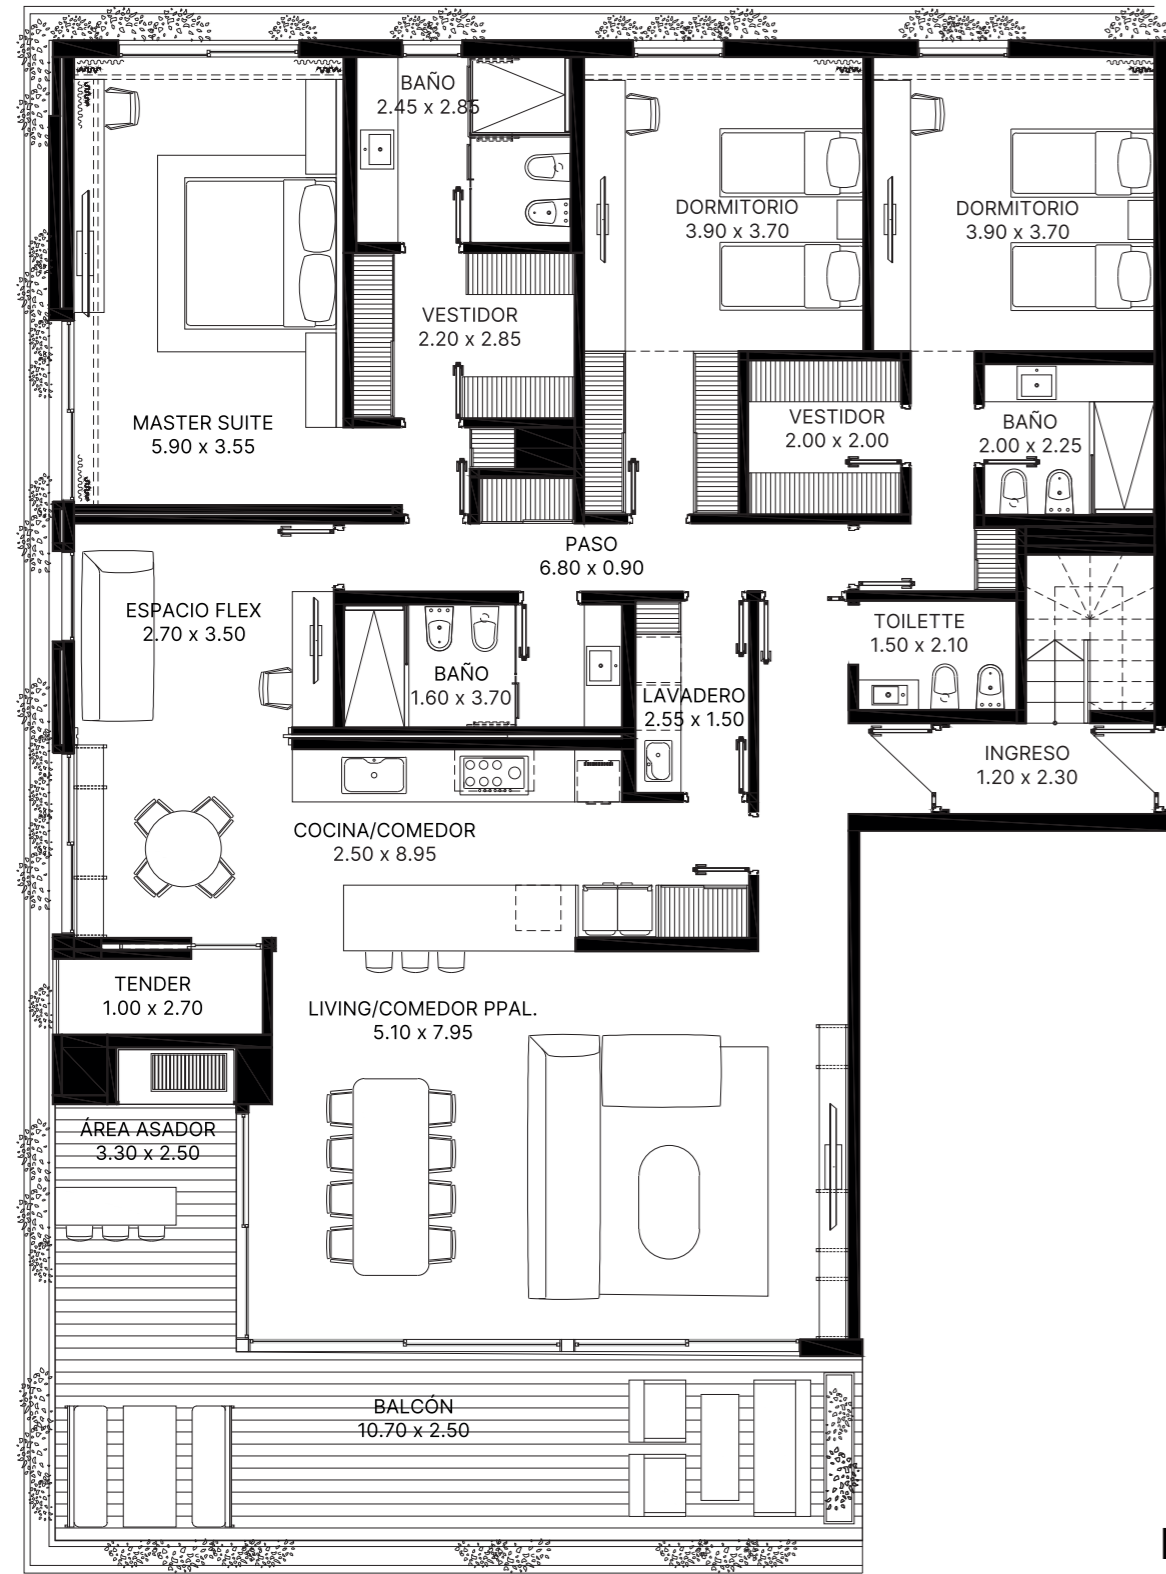 BAÑO
2.45 x 2.85
DORMITORIO
3.90 x 3.70
DORMITORIO
3.90 x 3.70
VESTIDOR
2.20 x 2.85
MASTER SUITE
5.90 x 3.55
VESTIDOR
2.00 x 2.00
BAÑO
2.00 x 2.25
PASO
6.80 x 0.90
ESPACIO FLEX
2.70 x 3.50
TOILETTE
1.50 x 2.10
BAÑO
1.60 x 3.70
LAVADERO
2.55 x 1.50
INGRESO
1.20 x 2.30
COCINA/COMEDOR
2.50 x 8.95
TENDER
1.00 x 2.70
LIVING/COMEDOR PPAL.
5.10 x 7.95
ÁREA ASADOR
3.30 x 2.50
BALCÓN
10.70 x 2.50